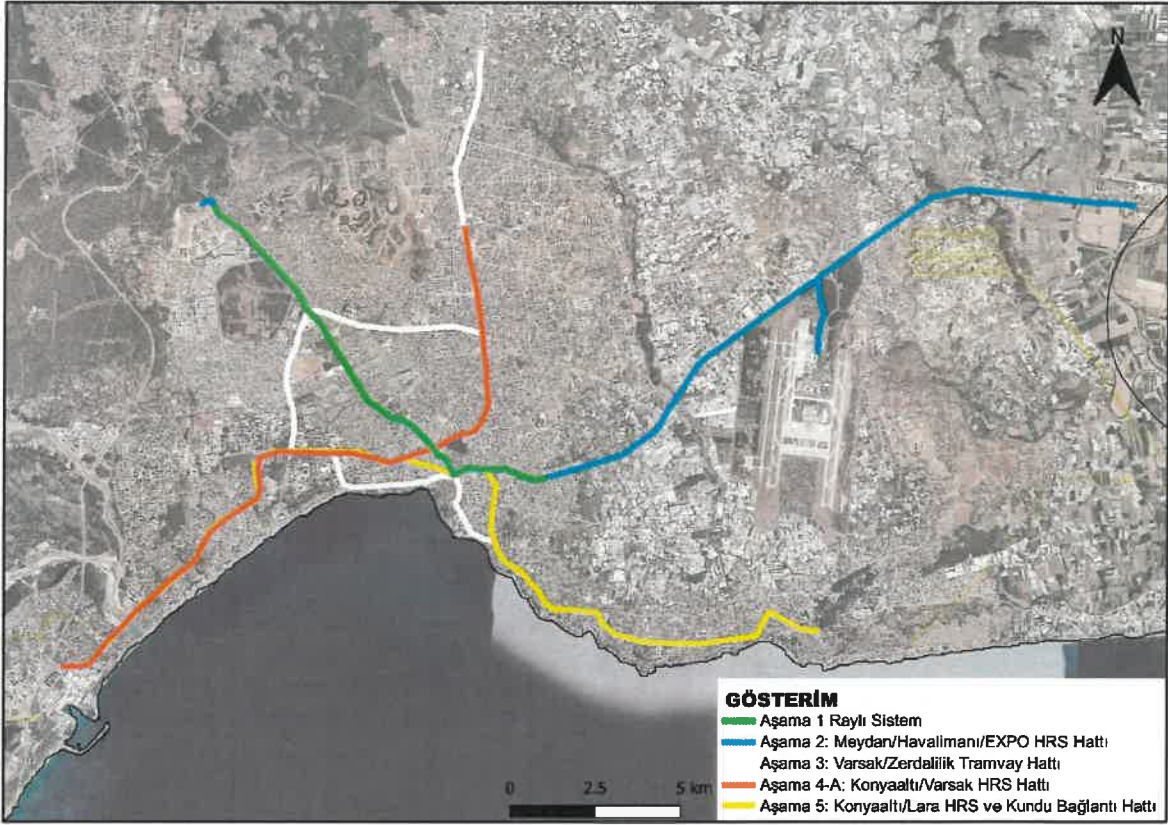 N
GÖSTERİM
Aşama 1 Raylı Sistem
Aşama 2: Meydan/Havalimanı/EXPO HRS Hattı
Aşama 3: Varsak/Zerdalilik Tramvay Hattı
Aşama 4-A: Konyaaltı/Varsak HRS Hattı
Aşama 5: Konyaaltı/Lara HRS ve Kundu Bağlantı Hattı
0 2.5 5 km